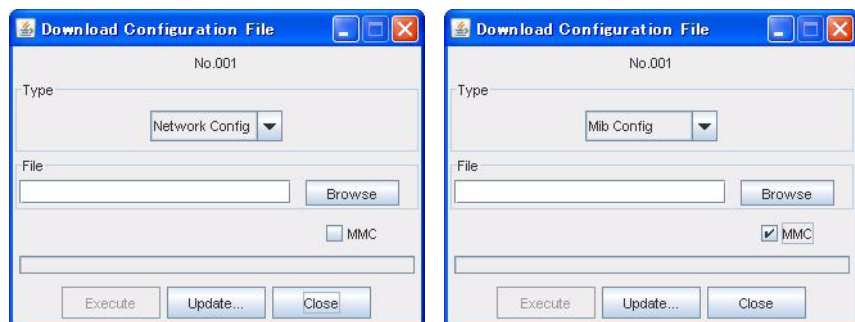 Download Configuration File
No.001
Type
Network Config
File
Browse
MMC
Execute Update... Close
Download Configuration File
No.001
Type
Mib Config
File
Browse
MMC
Execute Update... Close